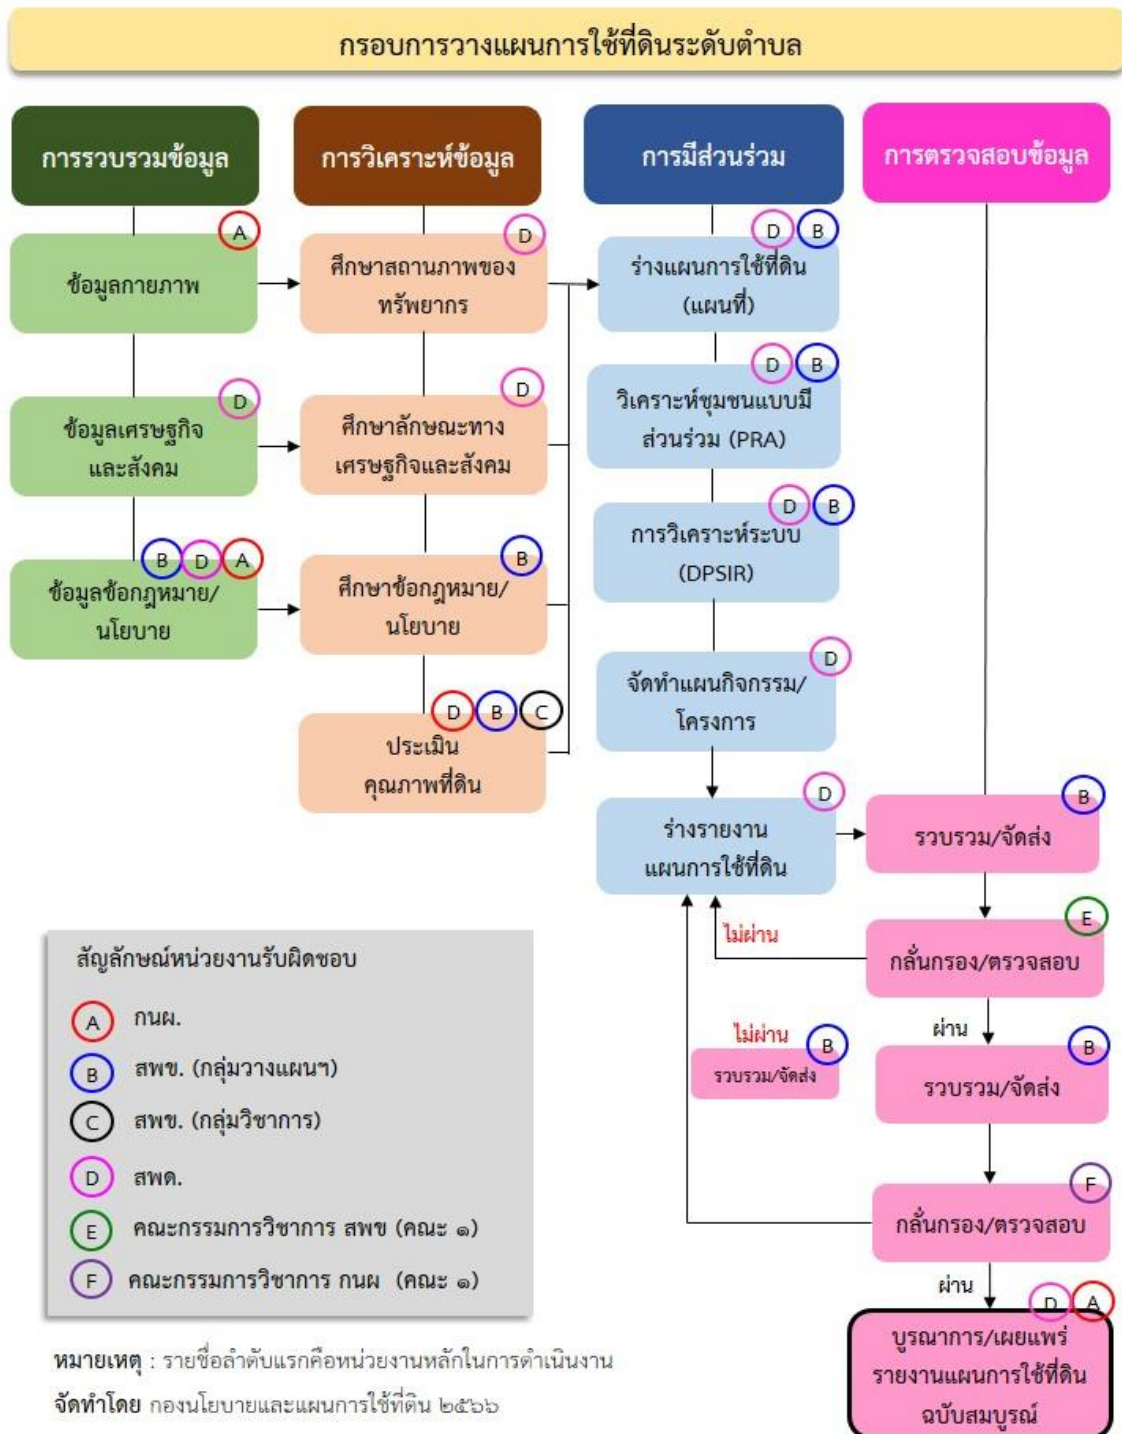 กรอบการวางแผนการใช้ที่ดินระดับตำบล
การรวบรวมข้อมูล
A
ข้อมูลกายภาพ
D
ข้อมูลเศรษฐกิจ
และสังคม
B D A
ข้อมูลข้อกฎหมาย/
นโยบาย
การวิเคราะห์ข้อมูล
D
ศึกษาสถานภาพของ
ทรัพยากร
D
ศึกษาลักษณะทาง
เศรษฐกิจและสังคม
B
ศึกษาข้อกฎหมาย/
นโยบาย
D B C
ประเมิน
คุณภาพที่ดิน
การมีส่วนร่วม
D B
ร่างแผนการใช้ที่ดิน
(แผนที่)
D B
วิเคราะห์ชุมชนแบบมี
ส่วนร่วม (PRA)
D B
การวิเคราะห์ระบบ
(DPSIR)
D
จัดทำแผนกิจกรรม/
โครงการ
D
ร่างรายงาน
แผนการใช้ที่ดิน
การตรวจสอบข้อมูล
B
รวบรวม/จัดส่ง
E
กลั่นกรอง/ตรวจสอบ
ไม่ผ่าน
ผ่าน
B
รวบรวม/จัดส่ง
ไม่ผ่าน
B
รวบรวม/จัดส่ง
F
กลั่นกรอง/ตรวจสอบ
ผ่าน
D A
บูรณาการ/เผยแพร่
รายงานแผนการใช้ที่ดิน
ฉบับสมบูรณ์
สัญลักษณ์หน่วยงานรับผิดชอบ
A กนผ.
B สพข. (กลุ่มวางแผนฯ)
C สพข. (กลุ่มวิชาการ)
D สพด.
E คณะกรรมการวิชาการ สพข (คณะ ๑)
F คณะกรรมการวิชาการ กนผ (คณะ ๑)
หมายเหตุ : รายชื่อลำดับแรกคือหน่วยงานหลักในการดำเนินงาน
จัดทำโดย กองนโยบายและแผนการใช้ที่ดิน ๒๕๖๖